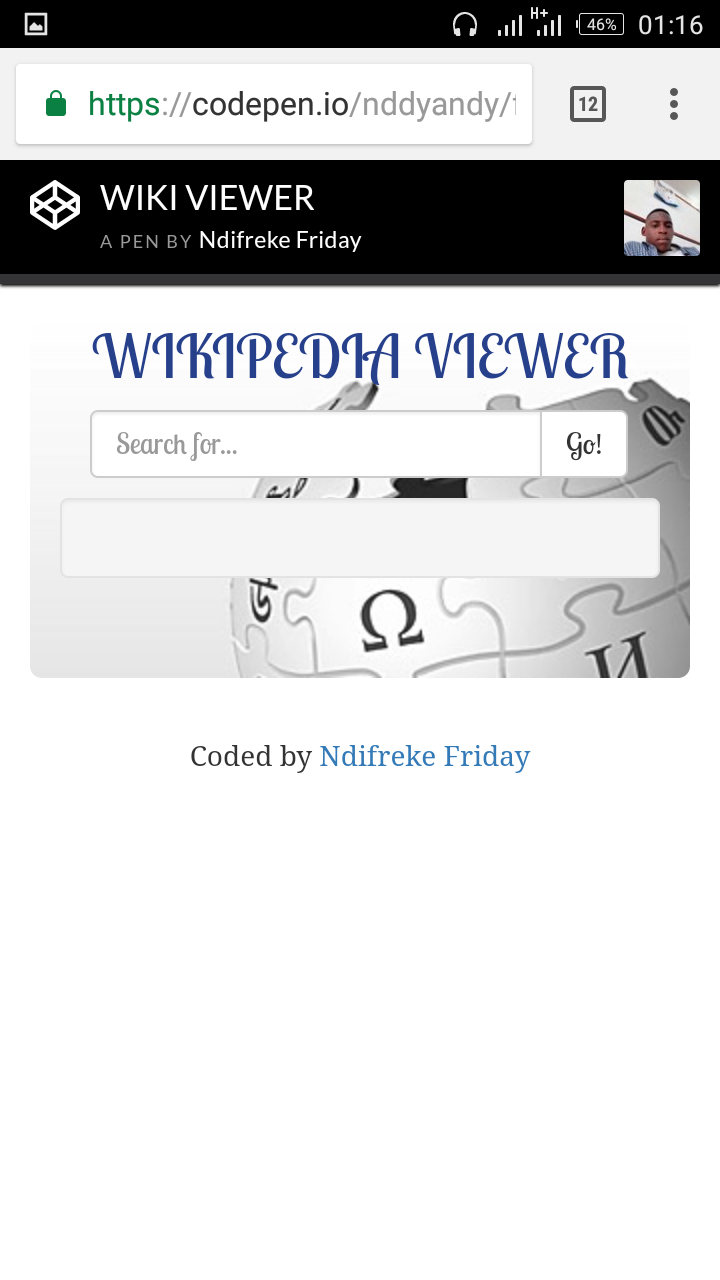 H+
46% 01:16
https://codepen.io/nddyandy/
12
WIKI VIEWER
A PEN BY Ndifreke Friday
WIKIPEDIA VIEWER
Search for... Go!
Ω
И
Coded by Ndifreke Friday